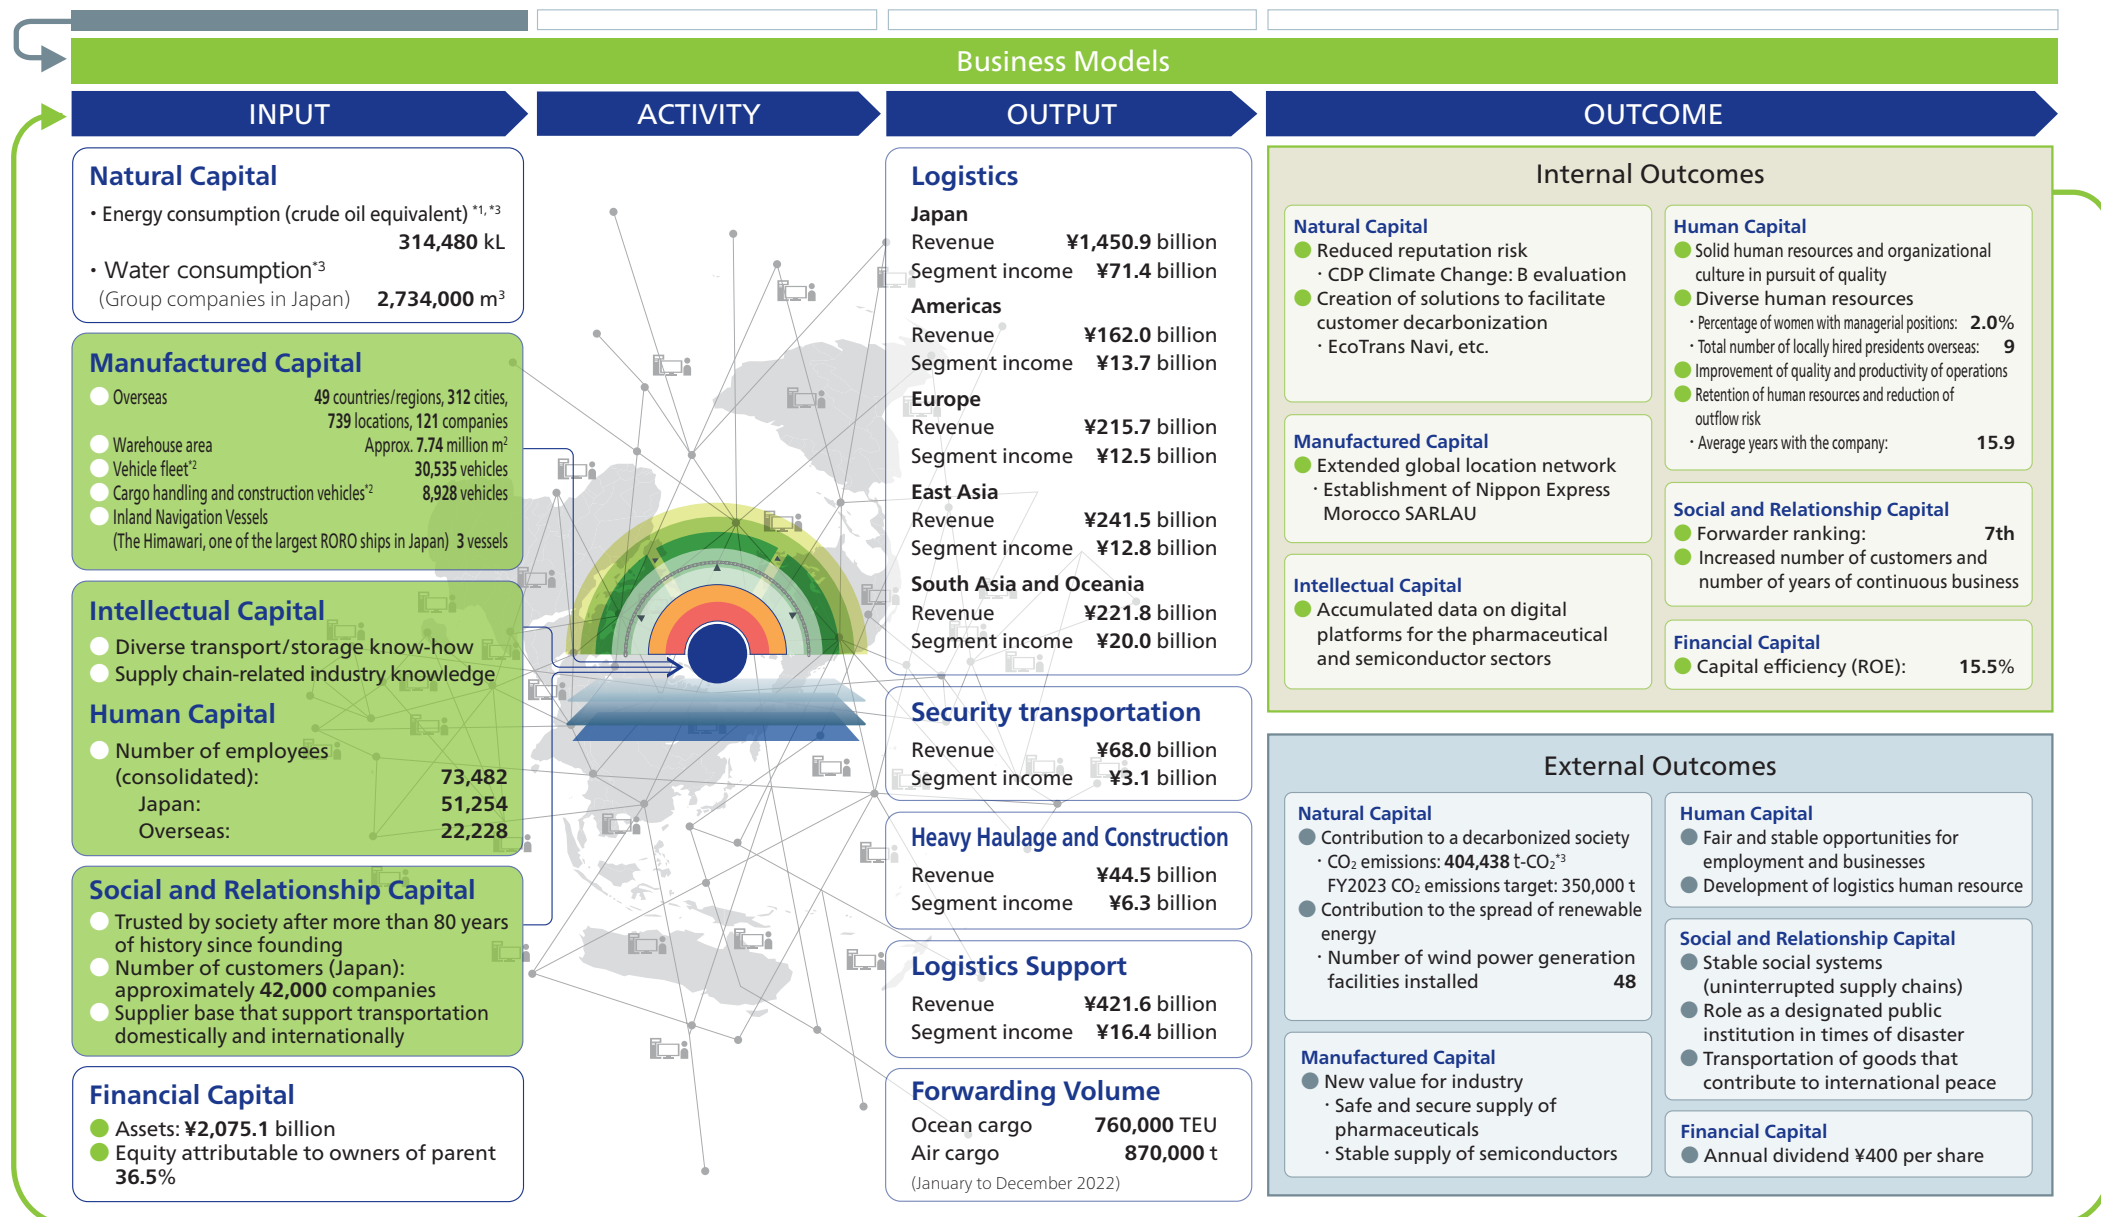 Business Models
INPUT
ACTIVITY
OUTPUT
OUTCOME
Natural Capital
・Energy consumption (crude oil equivalent) *1, *3
314,480 kL
・Water consumption*3
(Group companies in Japan) 2,734,000 m3
Manufactured Capital
Overseas 49 countries/regions, 312 cities,
739 locations, 121 companies
Warehouse area Approx. 7.74 million m2
Vehicle fleet*2 30,535 vehicles
Cargo handling and construction vehicles*2 8,928 vehicles
Inland Navigation Vessels
(The Himawari, one of the largest RORO ships in Japan) 3 vessels
Intellectual Capital
Diverse transport/storage know-how
Supply chain-related industry knowledge
Human Capital
Number of employees
(consolidated): 73,482
Japan: 51,254
Overseas: 22,228
Social and Relationship Capital
Trusted by society after more than 80 years
of history since founding
Number of customers (Japan):
approximately 42,000 companies
Supplier base that support transportation
domestically and internationally
Financial Capital
Assets: ¥2,075.1 billion
Equity attributable to owners of parent
36.5%
Logistics
Japan
Revenue ¥1,450.9 billion
Segment income ¥71.4 billion
Americas
Revenue ¥162.0 billion
Segment income ¥13.7 billion
Europe
Revenue ¥215.7 billion
Segment income ¥12.5 billion
East Asia
Revenue ¥241.5 billion
Segment income ¥12.8 billion
South Asia and Oceania
Revenue ¥221.8 billion
Segment income ¥20.0 billion
Security transportation
Revenue ¥68.0 billion
Segment income ¥3.1 billion
Heavy Haulage and Construction
Revenue ¥44.5 billion
Segment income ¥6.3 billion
Logistics Support
Revenue ¥421.6 billion
Segment income ¥16.4 billion
Forwarding Volume
Ocean cargo 760,000 TEU
Air cargo 870,000 t
(January to December 2022)
Internal Outcomes
Natural Capital
Reduced reputation risk
・CDP Climate Change: B evaluation
Creation of solutions to facilitate
customer decarbonization
・EcoTrans Navi, etc.
Manufactured Capital
Extended global location network
・Establishment of Nippon Express
Morocco SARLAU
Intellectual Capital
Accumulated data on digital
platforms for the pharmaceutical
and semiconductor sectors
Human Capital
Solid human resources and organizational
culture in pursuit of quality
Diverse human resources
・Percentage of women with managerial positions: 2.0%
・Total number of locally hired presidents overseas: 9
Improvement of quality and productivity of operations
Retention of human resources and reduction of
outflow risk
・Average years with the company: 15.9
Social and Relationship Capital
Forwarder ranking: 7th
Increased number of customers and
number of years of continuous business
Financial Capital
Capital efficiency (ROE): 15.5%
External Outcomes
Natural Capital
Contribution to a decarbonized society
・CO2 emissions: 404,438 t-CO2*3
FY2023 CO2 emissions target: 350,000 t
Contribution to the spread of renewable
energy
・Number of wind power generation
facilities installed 48
Manufactured Capital
New value for industry
・Safe and secure supply of
pharmaceuticals
・Stable supply of semiconductors
Human Capital
Fair and stable opportunities for
employment and businesses
Development of logistics human resource
Social and Relationship Capital
Stable social systems
(uninterrupted supply chains)
Role as a designated public
institution in times of disaster
Transportation of goods that
contribute to international peace
Financial Capital
Annual dividend ¥400 per share